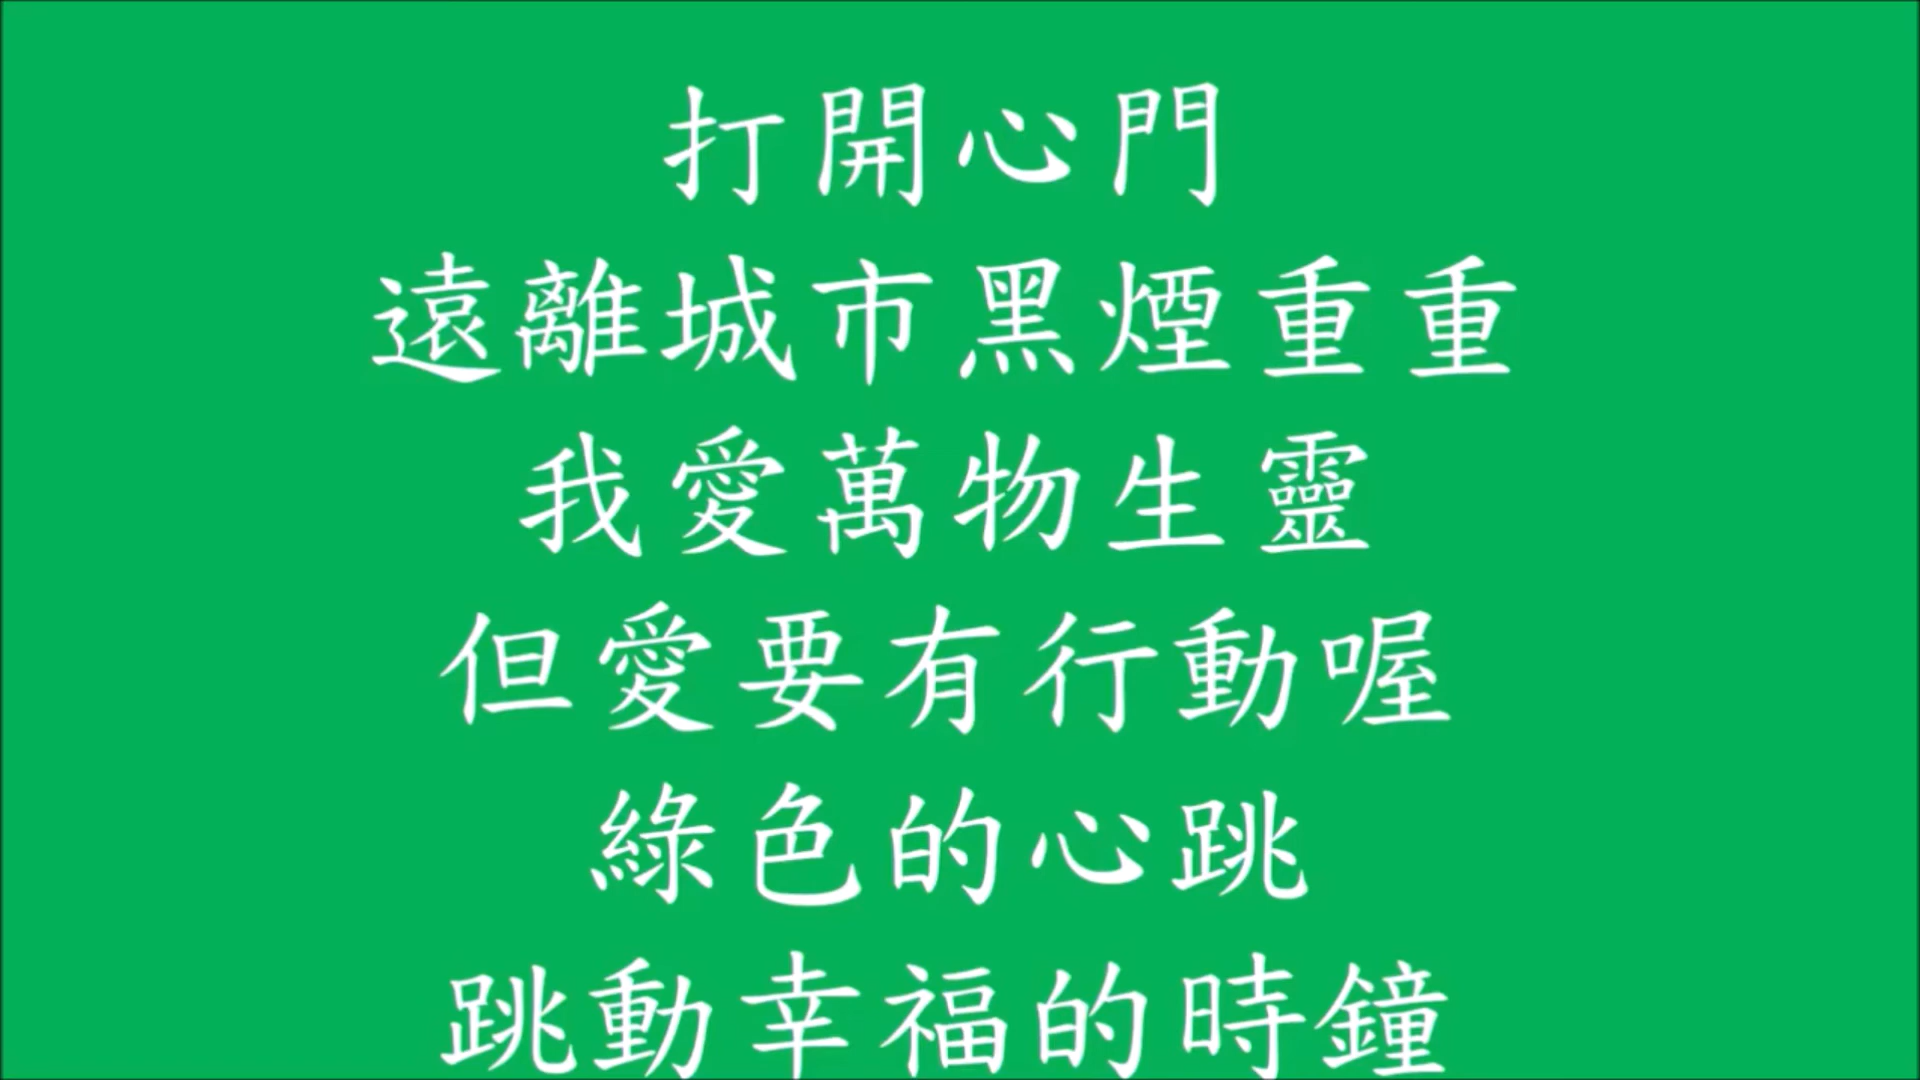 打開心門
遠離城市黑煙重重
我愛萬物生靈
但愛要有行動喔
綠色的心跳
跳動幸福的時鐘